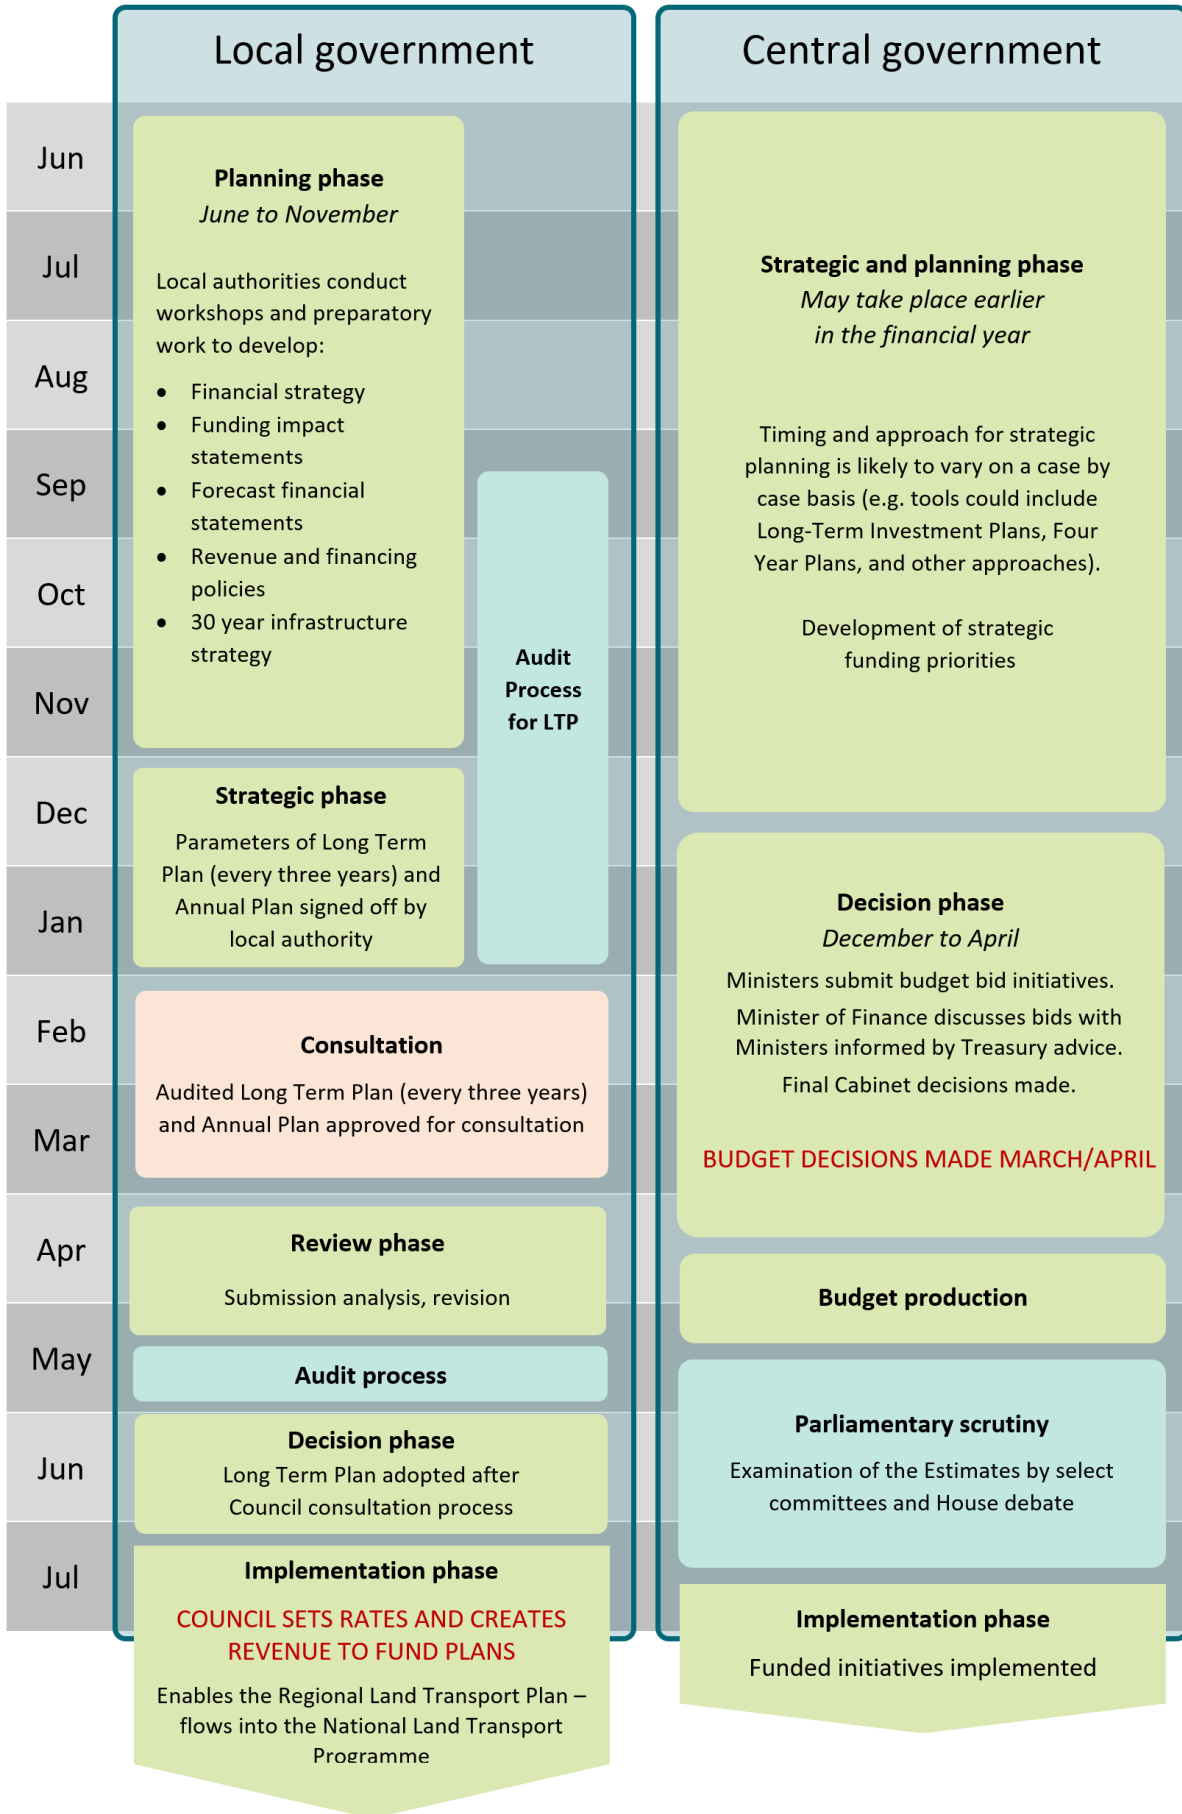 Local government
Central government
Jun
Jul
Aug
Sep
Oct
Nov
Dec
Jan
Feb
Mar
Apr
May
Jun
Jul
Planning phase
June to November
Local authorities conduct
workshops and preparatory
work to develop:
• Financial strategy
• Funding impact
statements
• Forecast financial
statements
• Revenue and financing
policies
• 30 year infrastructure
strategy
Audit
Process
for LTP
Strategic phase
Parameters of Long Term
Plan (every three years) and
Annual Plan signed off by
local authority
Consultation
Audited Long Term Plan (every three years)
and Annual Plan approved for consultation
Review phase
Submission analysis, revision
Audit process
Decision phase
Long Term Plan adopted after
Council consultation process
Implementation phase
COUNCIL SETS RATES AND CREATES
REVENUE TO FUND PLANS
Enables the Regional Land Transport Plan –
flows into the National Land Transport
Programme
Strategic and planning phase
May take place earlier
in the financial year
Timing and approach for strategic
planning is likely to vary on a case by
case basis (e.g. tools could include
Long-Term Investment Plans, Four
Year Plans, and other approaches).
Development of strategic
funding priorities
Decision phase
December to April
Ministers submit budget bid initiatives.
Minister of Finance discusses bids with
Ministers informed by Treasury advice.
Final Cabinet decisions made.
BUDGET DECISIONS MADE MARCH/APRIL
Budget production
Parliamentary scrutiny
Examination of the Estimates by select
committees and House debate
Implementation phase
Funded initiatives implemented